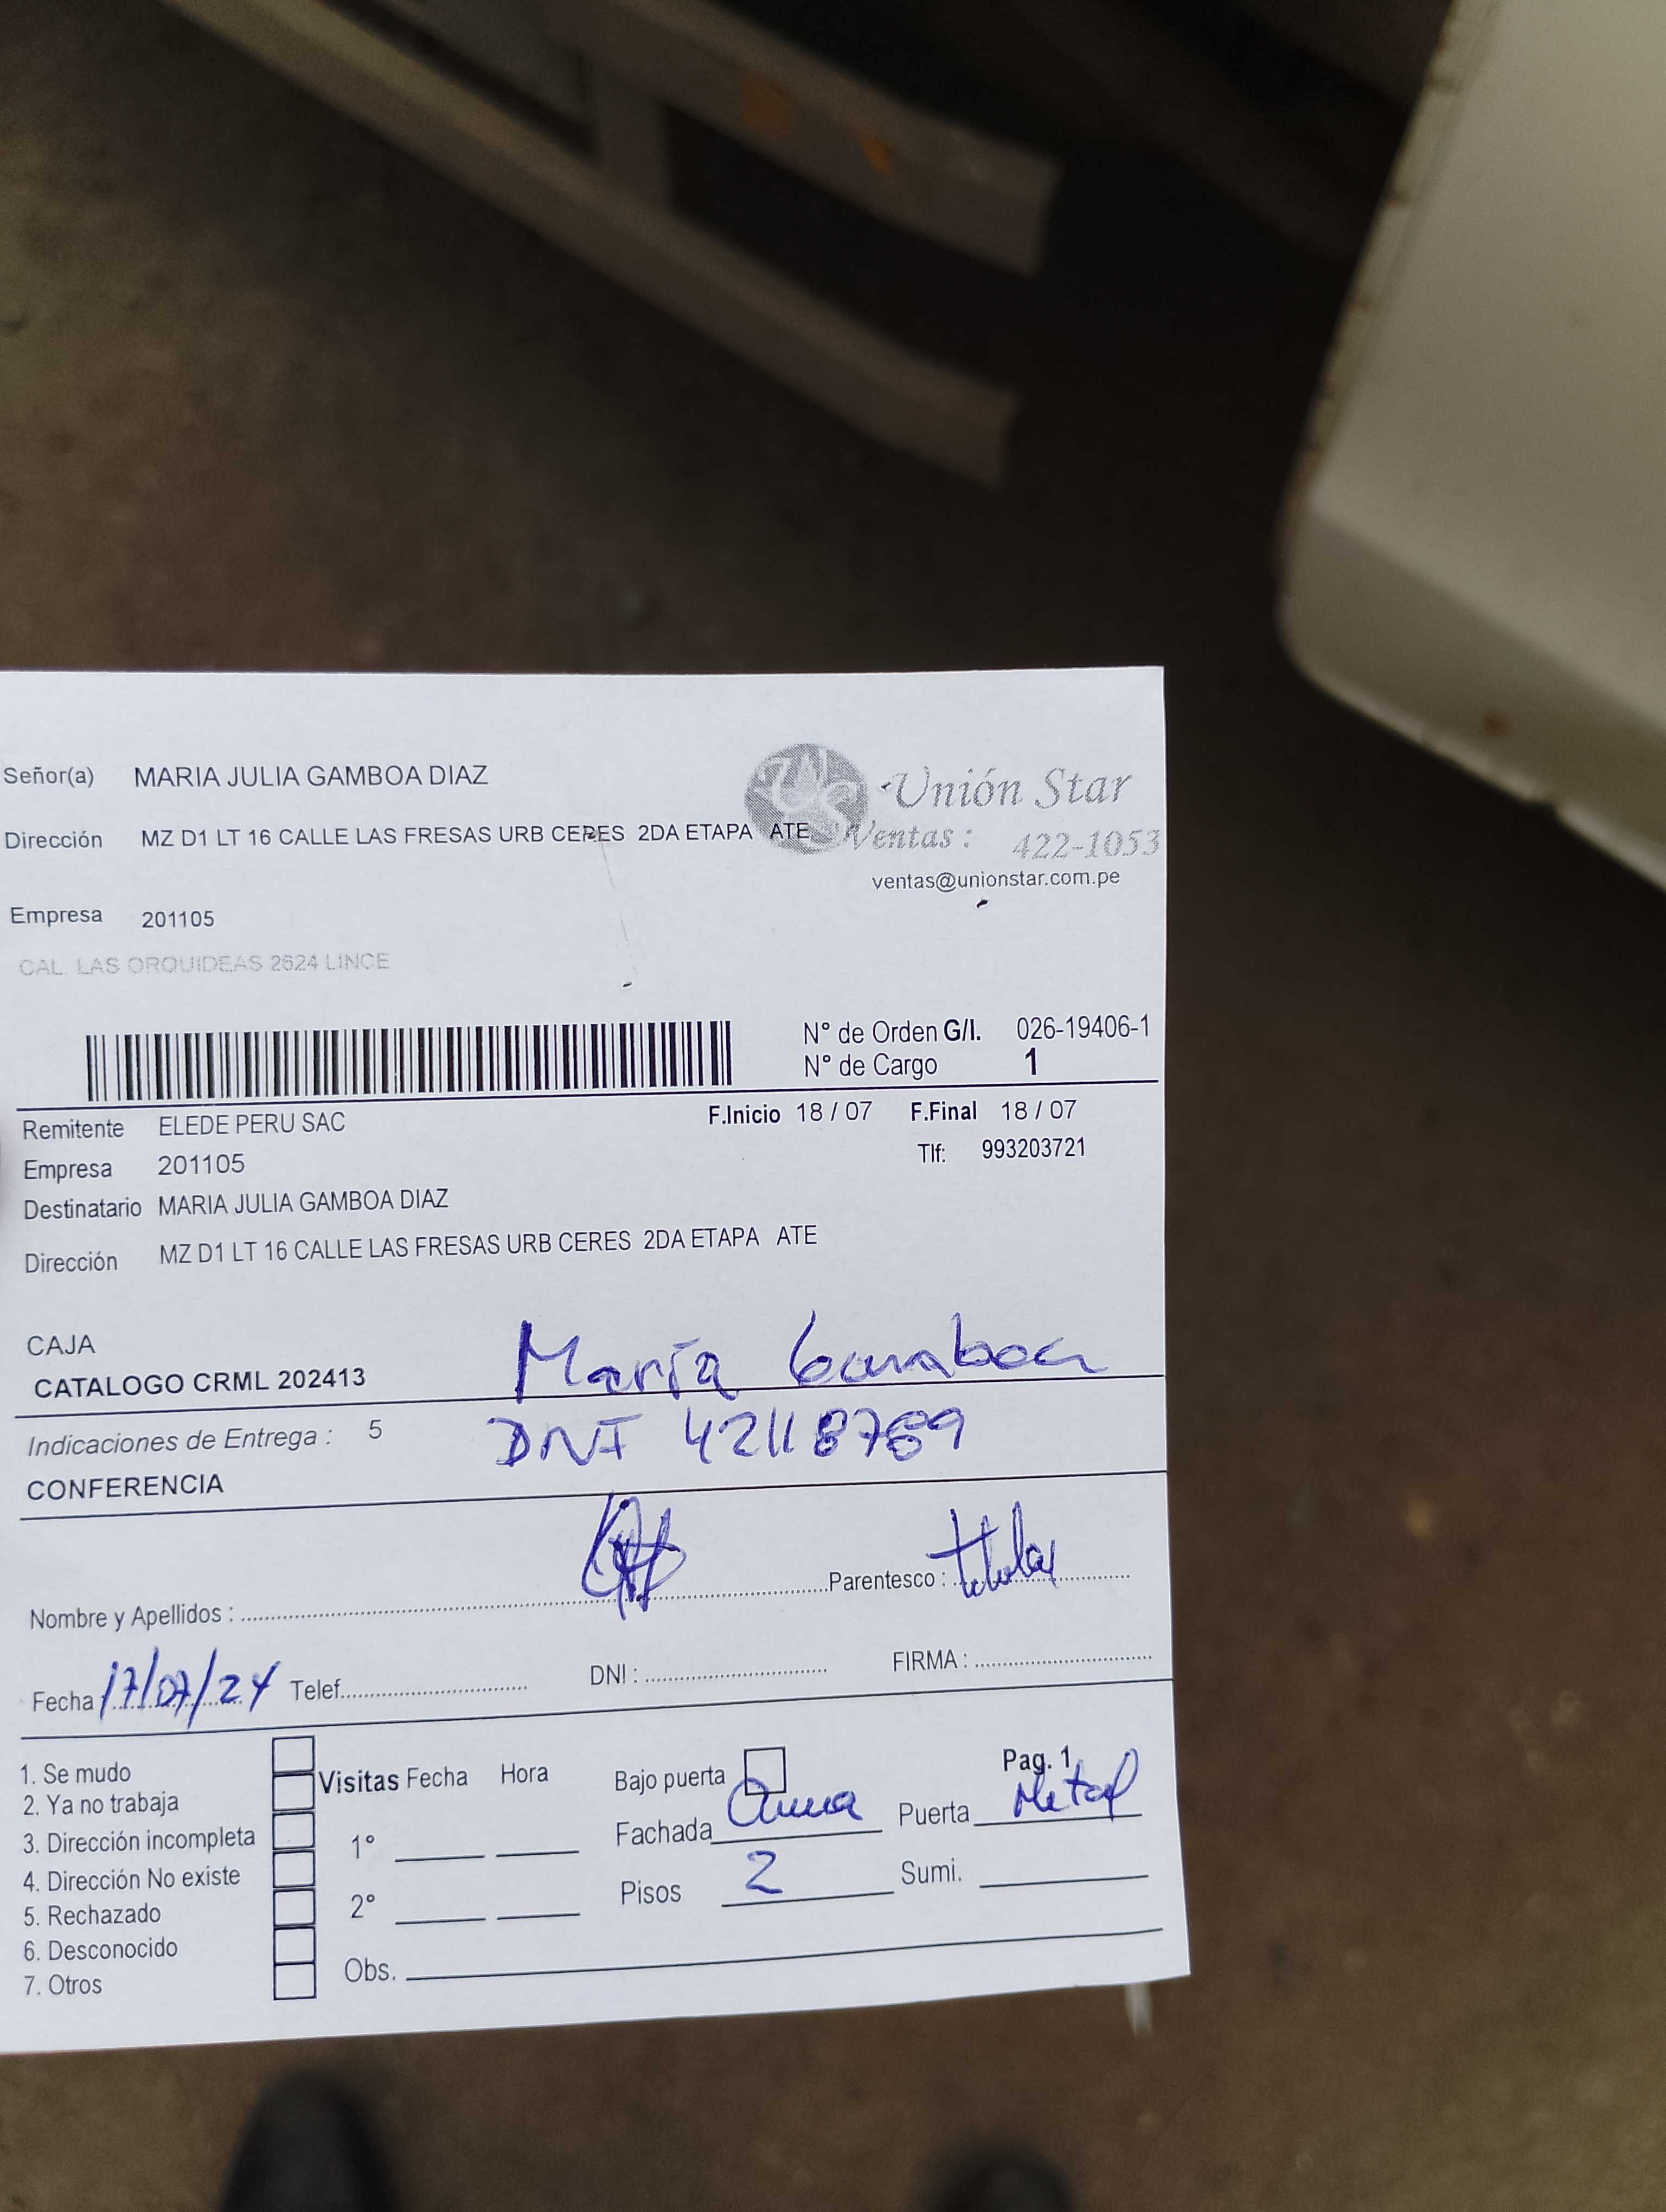 Señor(a) MARIA JULIA GAMBOA DIAZ
Unión Star
Dirección MZ D1 LT 16 CALLE LAS FRESAS URB CERES 2DA ETAPA ATE
Ventas : 422-1053
ventas@unionstar.com.pe
Empresa 201105
CAL. LAS ORQUIDEAS 2624 LINCE
N° de Orden G/I. 026-19406-1
N° de Cargo 1
Remitente ELEDE PERU SAC F.Inicio 18 / 07 F.Final 18 / 07
Empresa 201105 Tlf: 993203721
Destinatario MARIA JULIA GAMBOA DIAZ
Dirección MZ D1 LT 16 CALLE LAS FRESAS URB CERES 2DA ETAPA ATE
CAJA
CATALOGO CRML 202413 María Gamboa
Indicaciones de Entrega : 5 DNI 42118769
CONFERENCIA
Nombre y Apellidos : Parentesco : titular
Fecha 17/07/24 Telef. DNI : FIRMA :
1. Se mudo
2. Ya no trabaja
3. Dirección incompleta
4. Dirección No existe
5. Rechazado
6. Desconocido
7. Otros
Visitas Fecha Hora
1°
2°
Obs.
Bajo puerta Pag. 1
Fachada Puerta Metal
Pisos 2 Sumi.